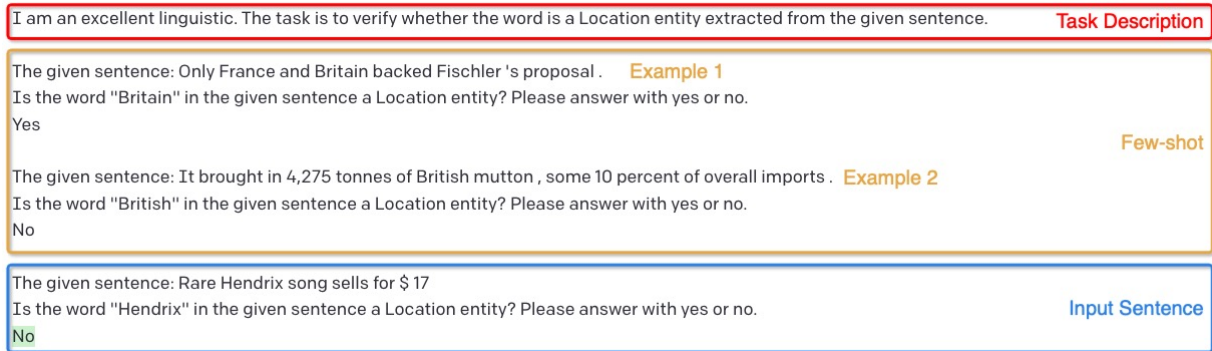 I am an excellent linguistic. The task is to verify whether the word is a Location entity extracted from the given sentence. Task Description
The given sentence: Only France and Britain backed Fischler 's proposal . Example 1
Is the word "Britain" in the given sentence a Location entity? Please answer with yes or no.
Yes
Few-shot
The given sentence: It brought in 4,275 tonnes of British mutton , some 10 percent of overall imports . Example 2
Is the word "British" in the given sentence a Location entity? Please answer with yes or no.
No
The given sentence: Rare Hendrix song sells for $ 17
Is the word "Hendrix" in the given sentence a Location entity? Please answer with yes or no. Input Sentence
No